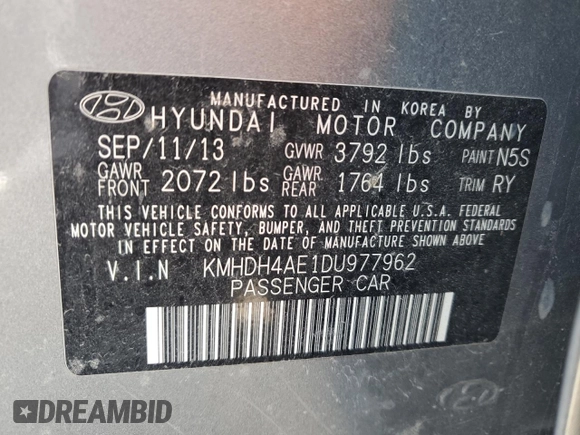 MANUFACTURED IN KOREA BY
HYUNDAI MOTOR COMPANY
SEP/11/13 GVWR 3792 lbs PAINT N5S
GAWR FRONT 2072 lbs GAWR REAR 1764 lbs TRIM RY
THIS VEHICLE CONFORMS TO ALL APPLICABLE U.S.A. FEDERAL
MOTOR VEHICLE SAFETY, BUMPER, AND THEFT PREVENTION STANDARDS
IN EFFECT ON THE DATE OF MANUFACTURE SHOWN ABOVE.
V.I.N KMHDH4AE1DU977962
PASSENGER CAR
DREAMBID